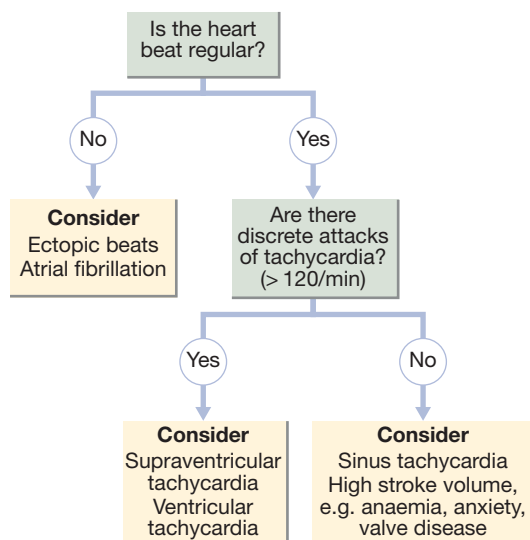 Is the heart
beat regular?
No
Yes
Consider
Ectopic beats
Atrial fibrillation
Are there
discrete attacks
of tachycardia?
(> 120/min)
Yes
No
Consider
Supraventricular
tachycardia
Ventricular
tachycardia
Consider
Sinus tachycardia
High stroke volume,
e.g. anaemia, anxiety,
valve disease